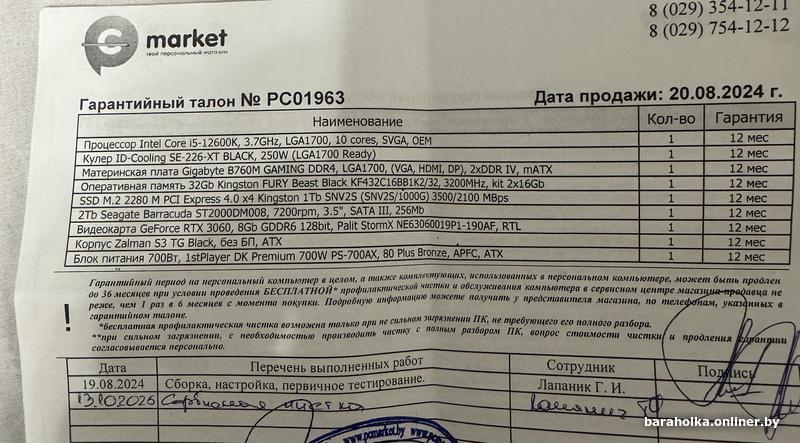 8 (029) 354-12-11
8 (029) 754-12-12
market
твой персональный магазин
Гарантийный талон № PC01963 Дата продажи: 20.08.2024 г.
Наименование Кол-во Гарантия
Процессор Intel Core i5-12600K, 3.7GHz, LGA1700, 10 cores, SVGA, OEM 1 12 мес
Кулер ID-Cooling SE-226-XT BLACK, 250W (LGA1700 Ready) 1 12 мес
Материнская плата Gigabyte B760M GAMING DDR4, LGA1700, (VGA, HDMI, DP), 2xDDR IV, mATX 1 12 мес
Оперативная память 32Gb Kingston FURY Beast Black KF432C16BB1K2/32, 3200MHz, kit 2x16Gb 1 12 мес
SSD M.2 2280 M PCI Express 4.0 x4 Kingston 1Tb SNV2S (SNV2S/1000G) 3500/2100 MBps 1 12 мес
2Tb Seagate Barracuda ST2000DM008, 7200rpm, 3.5", SATA III, 256Mb 1 12 мес
Видеокарта GeForce RTX 3060, 8Gb GDDR6 128bit, Palit StormX NE63060019P1-190AF, RTL 1 12 мес
Корпус Zalman S3 TG Black, без БП, ATX 1 12 мес
Блок питания 700Вт, 1stPlayer DK Premium 700W PS-700AX, 80 Plus Bronze, APFC, ATX 1 12 мес
Гарантийный период на персональный компьютер в целом, а также комплектующих, использованных в персональном компьютере, может быть продлен
до 36 месяцев при условии проведения БЕСПЛАТНОЙ* профилактической чистки и обслуживания компьютера в сервисном центре магазина-продавца не
реже, чем 1 раз в 6 месяцев с момента покупки. Подробную информацию можете получить у представителя магазина, по телефонам, указанных в
гарантийном талоне.
!
*бесплатная профилактическая чистка возможна только при не сильном загрязнении ПК, не требующего его полного разбора.
**при сильном загрязнении, с необходимостью производить чистку с полным разбором ПК, вопрос стоимости чистки и продления гарантии
согласовывается персонально.
Дата Перечень выполненных работ Сотрудник Подпись
19.08.2024 Сборка, настройка, первичное тестирование. Лапаник Г. И.
13.102025 чистка
www.pcmarket.by www.pcmarket.by
baraholka.onliner.by